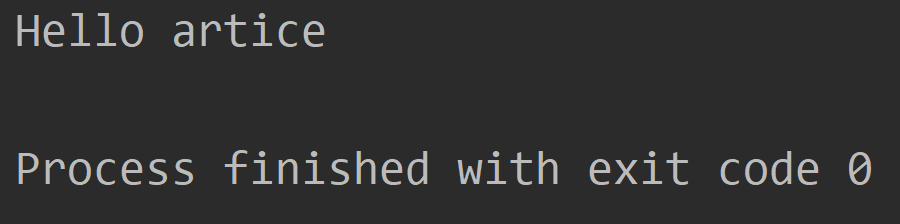 Hello artice
Process finished with exit code 0